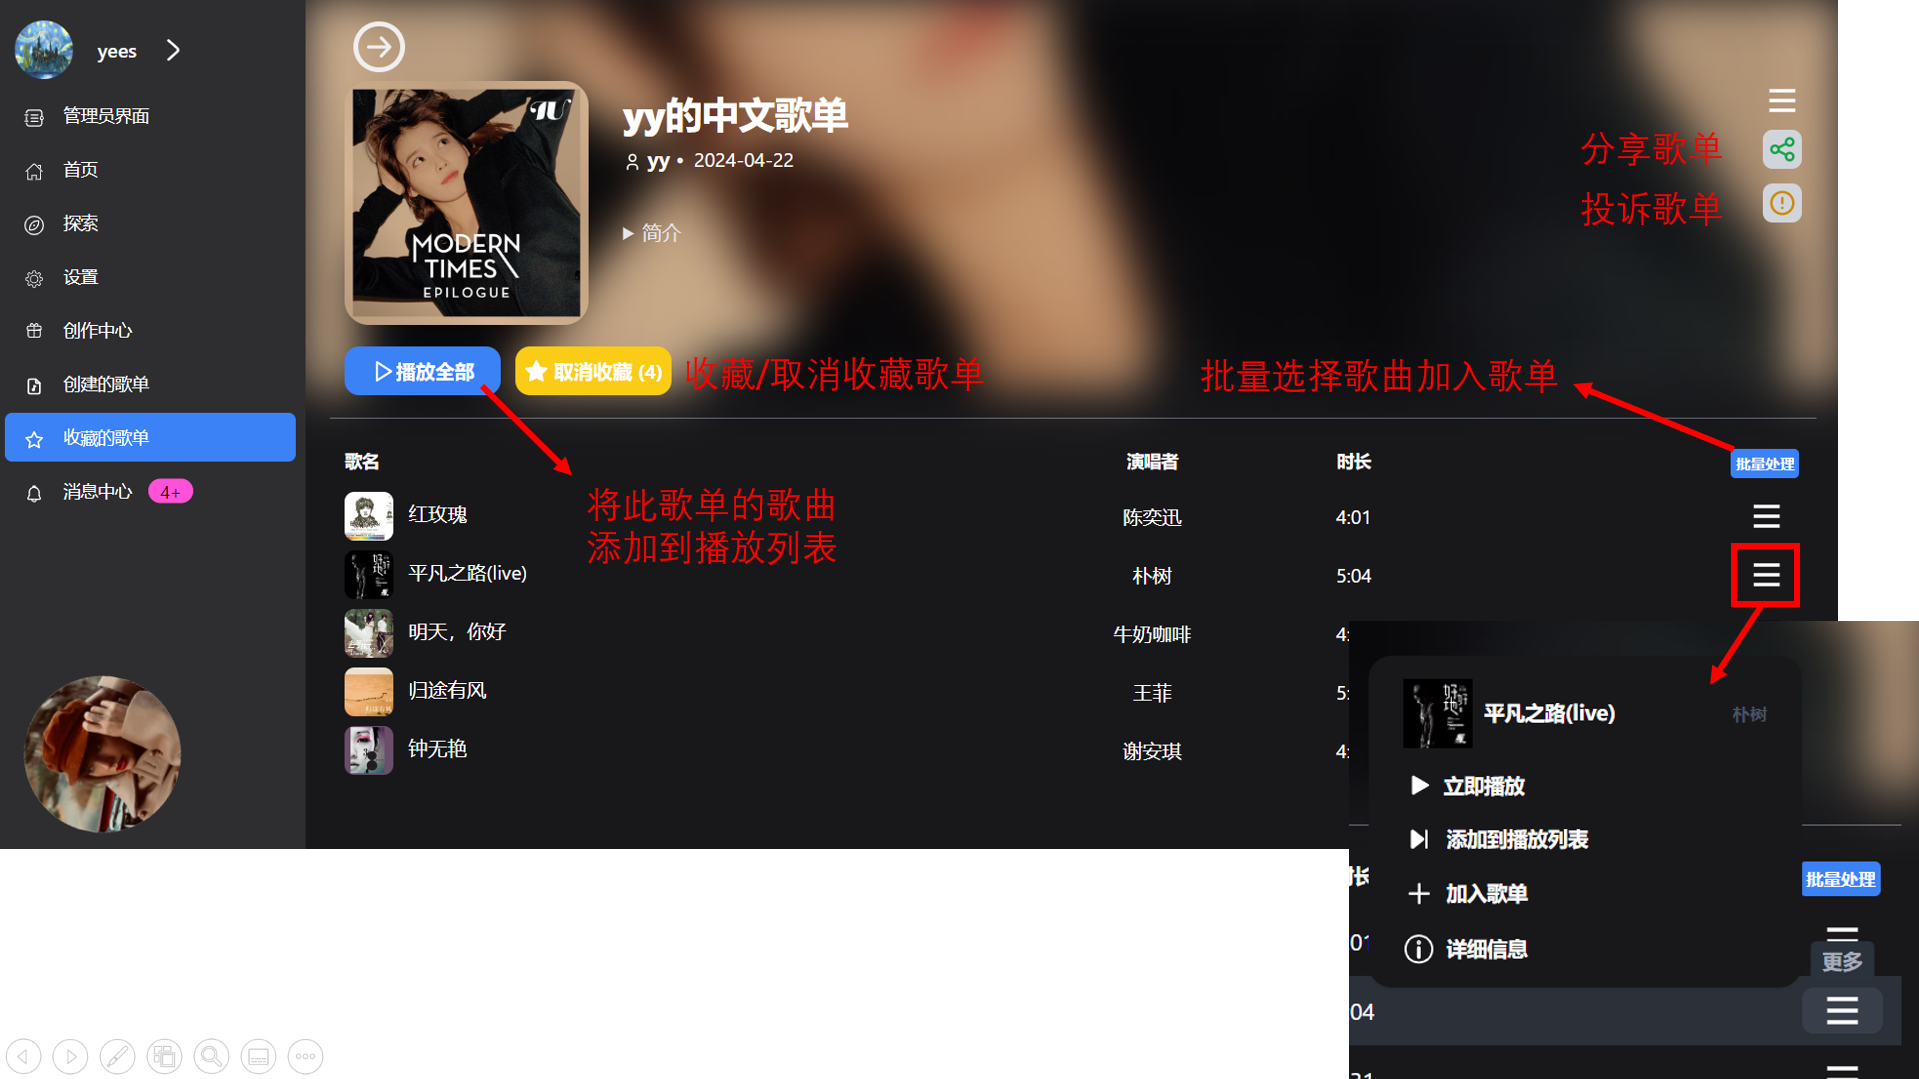 yees
管理员界面
首页
探索
设置
创作中心
创建的歌单
收藏的歌单
消息中心 4+
IU
MODERN
TIMES
EPILOGUE
yy的中文歌单
yy • 2024-04-22
简介
分享歌单
投诉歌单
播放全部
取消收藏 (4)
收藏/取消收藏歌单
批量选择歌曲加入歌单
歌名 演唱者 时长 批量处理
将此歌单的歌曲
添加到播放列表
红玫瑰 陈奕迅 4:01
平凡之路(live) 朴树 5:04
明天，你好 牛奶咖啡 4:
归途有风 王菲 5:
钟无艳 谢安琪 4:
平凡之路(live) 朴树
立即播放
添加到播放列表
加入歌单
详细信息
时长 批量处理
01
更多
04